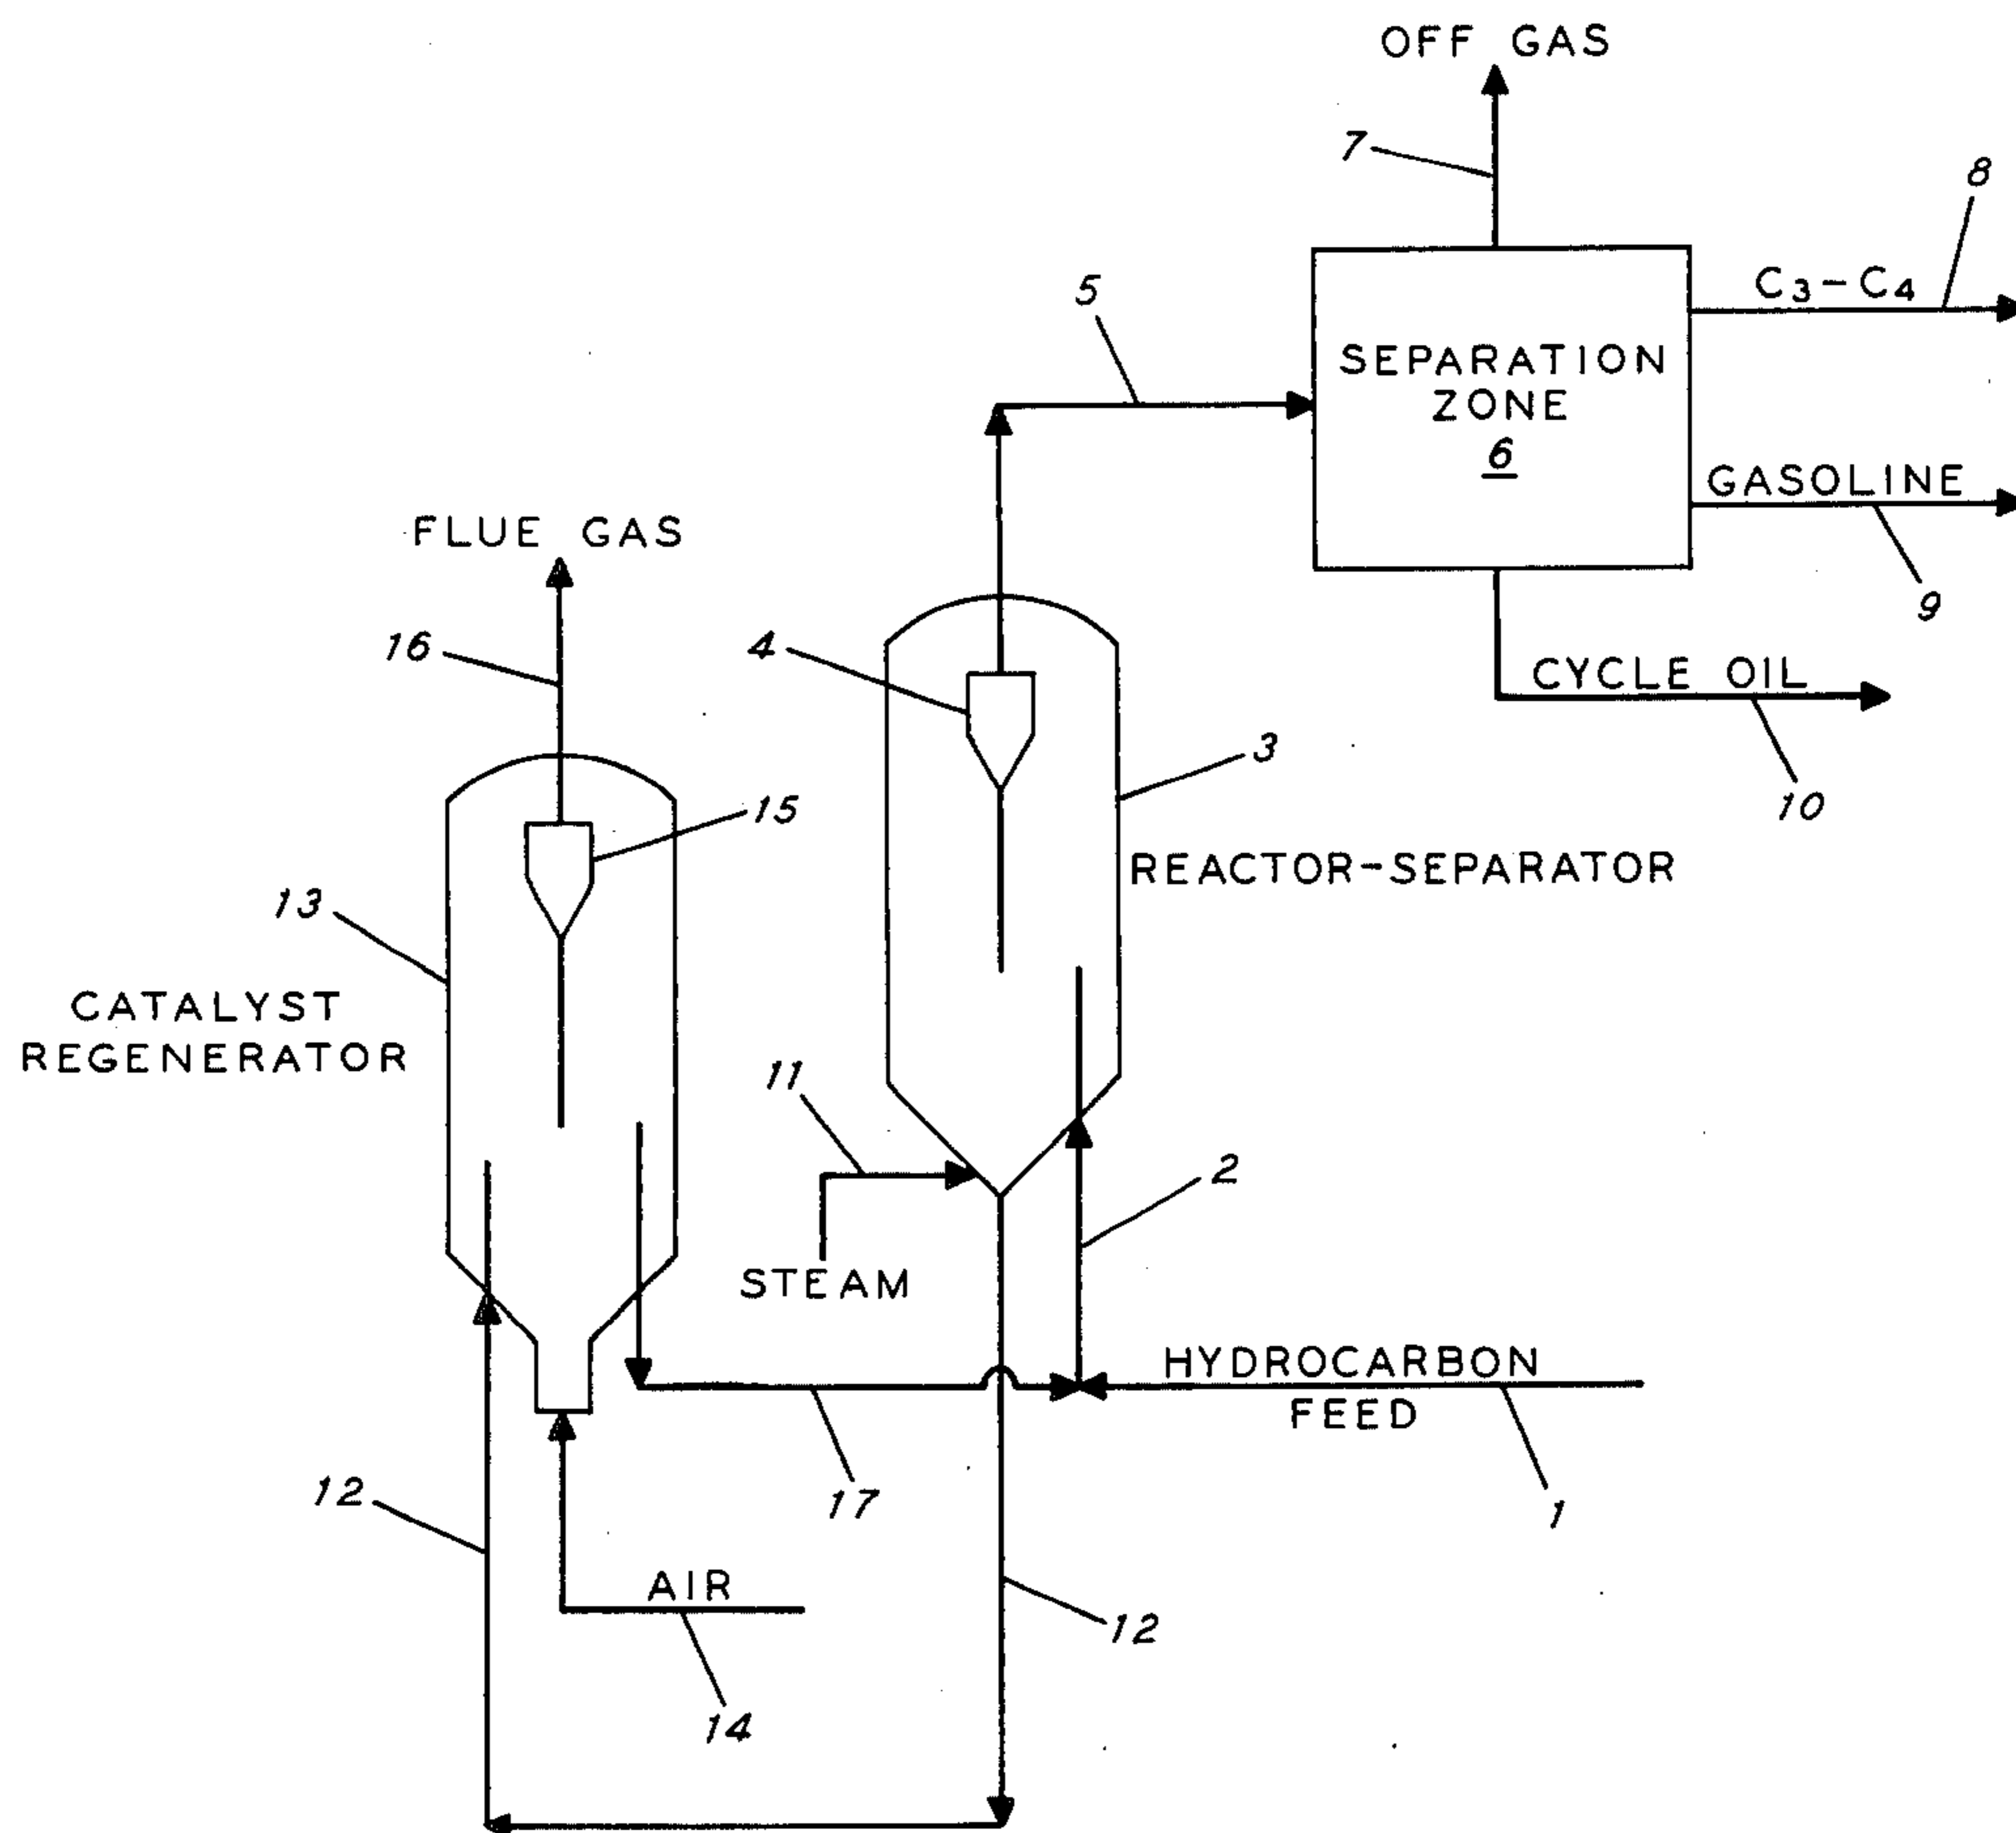 OFF GAS
7
8
C3-C4
5
SEPARATION
ZONE
6
GASOLINE
FLUE GAS
9
16
4
CYCLE OIL
3
10
15
REACTOR-SEPARATOR
13
CATALYST
REGENERATOR
11
2
STEAM
HYDROCARBON
FEED
12
17
1
AIR
12
14